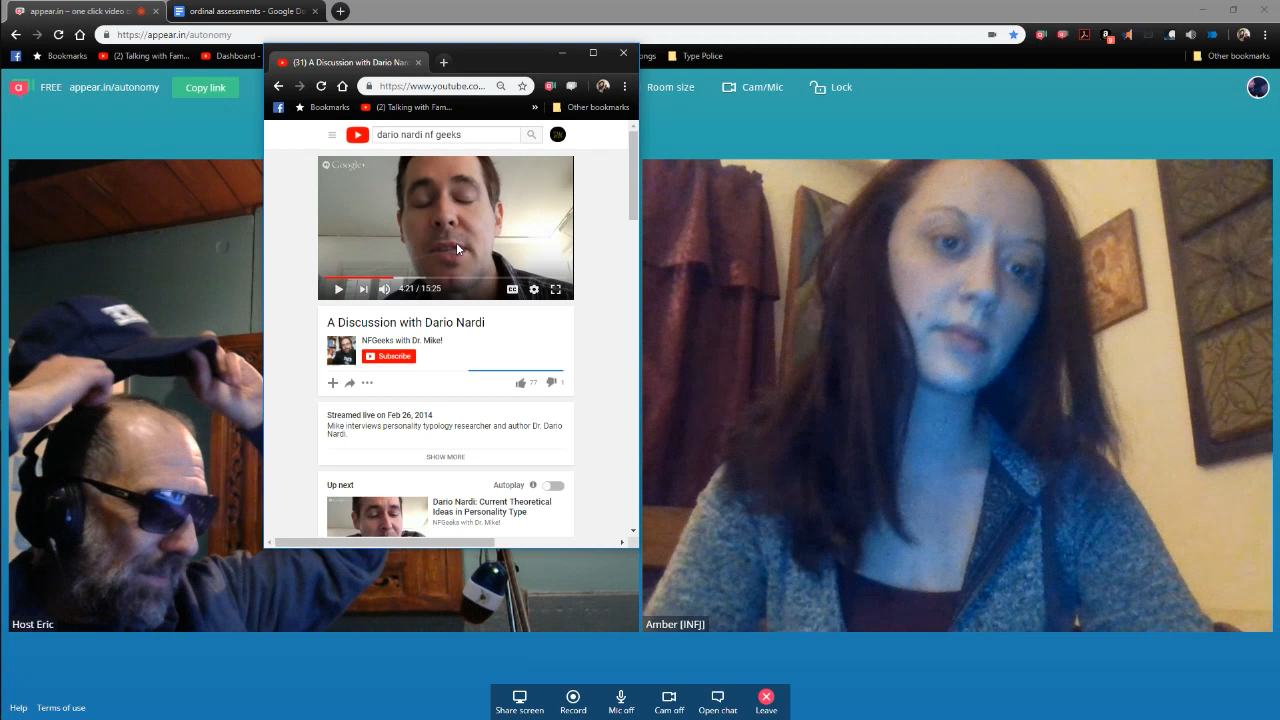 appear.in – one click video c
ordinal assessments - Google Do
https://appear.in/autonomy
Bookmarks
(2) Talking with Fam...
Dashboard -
ongs
Type Police
Other bookmarks
FREE appear.in/autonomy
Copy link
Room size
Cam/Mic
Lock
(31) A Discussion with Dario Nar
https://www.youtube.co...
Bookmarks
(2) Talking with Fam...
»
Other bookmarks
dario nardi nf geeks
Google+
4:21 / 15:25
CC
A Discussion with Dario Nardi
NFGeeks with Dr. Mike!
Subscribe
77
1
Streamed live on Feb 26, 2014
Mike interviews personality typology researcher and author Dr. Dario
Nardi.
SHOW MORE
Up next
Autoplay
Dario Nardi: Current Theoretical
Ideas in Personality Type
NFGeeks with Dr. Mike!
Host Eric
Amber [INFJ]
Share screen
Record
Mic off
Cam off
Open chat
Leave
Help
Terms of use